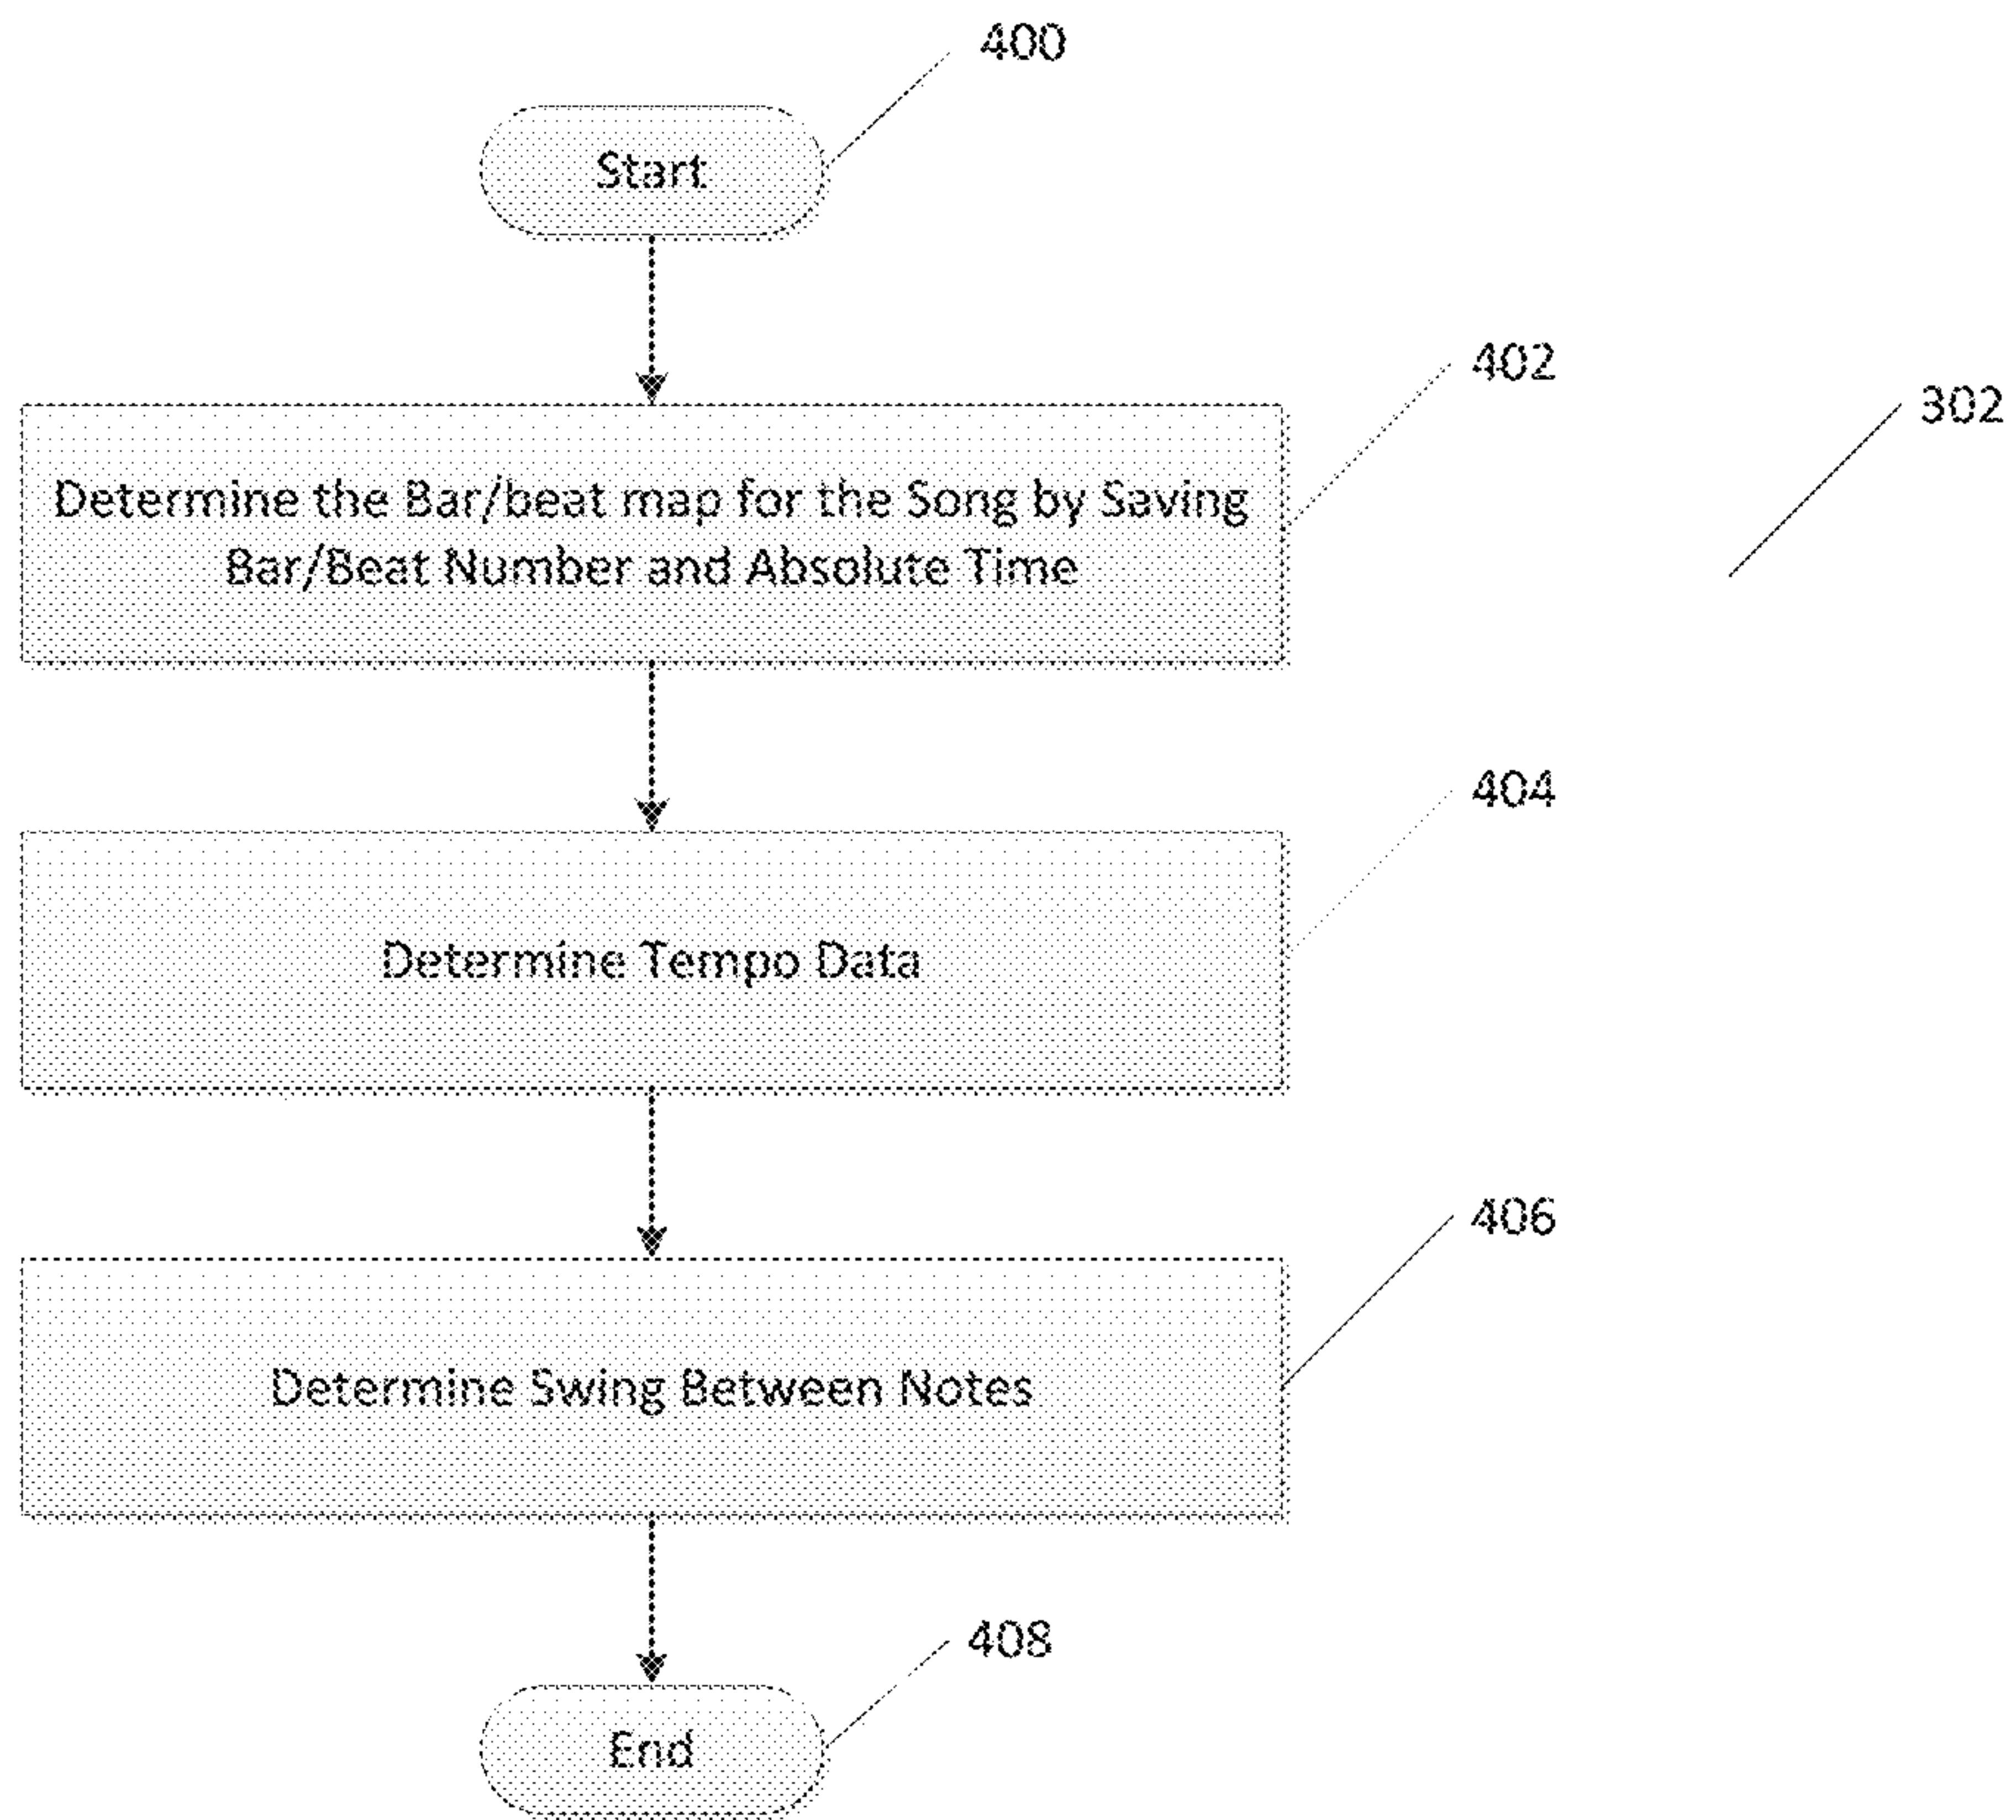 400
Start
402
302
Determine the Bar/beat map for the Song by Saving
Bar/Beat Number and Absolute Time
404
Determine Tempo Data
406
Determine Swing Between Notes
408
End